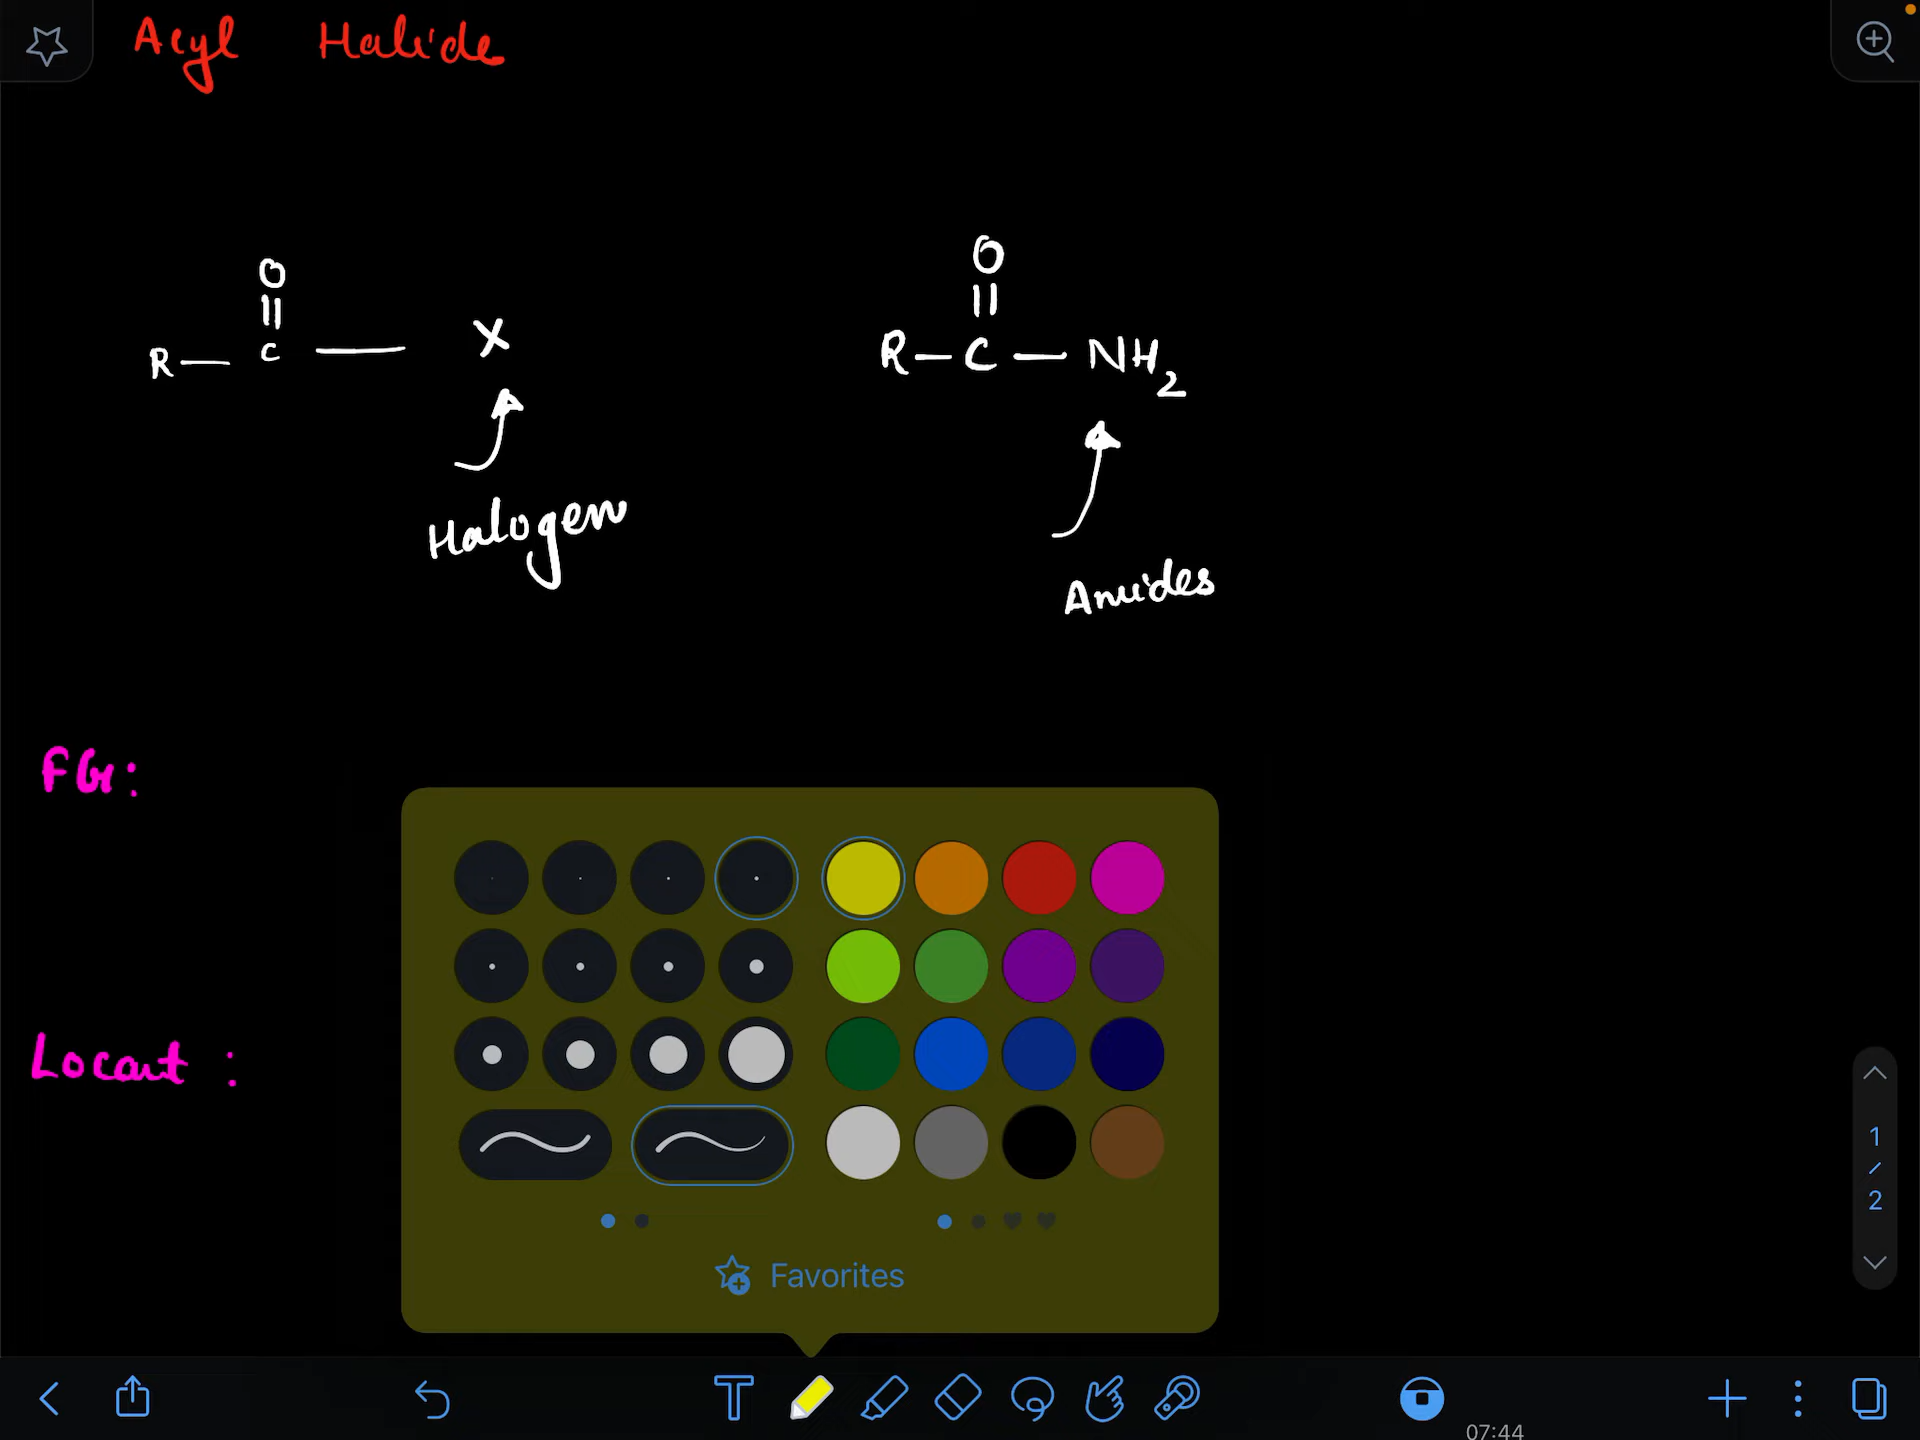 Acyl Halide
O
||
R — C — X
Halogen
O
||
R — C — NH2
Amides
FG:
Locant :
1
/
2
Favorites
T
07:44